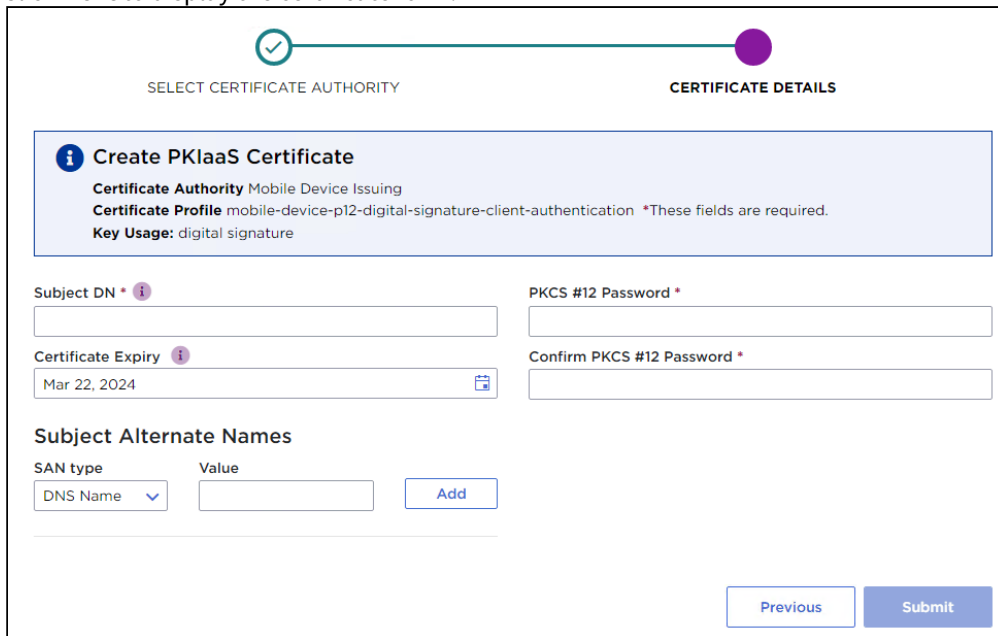 SELECT CERTIFICATE AUTHORITY
CERTIFICATE DETAILS
Create PKIaaS Certificate
Certificate Authority Mobile Device Issuing
Certificate Profile mobile-device-p12-digital-signature-client-authentication *These fields are required.
Key Usage: digital signature
Subject DN *
PKCS #12 Password *
Certificate Expiry
Confirm PKCS #12 Password *
Mar 22, 2024
Subject Alternate Names
SAN type Value
DNS Name
Add
Previous
Submit